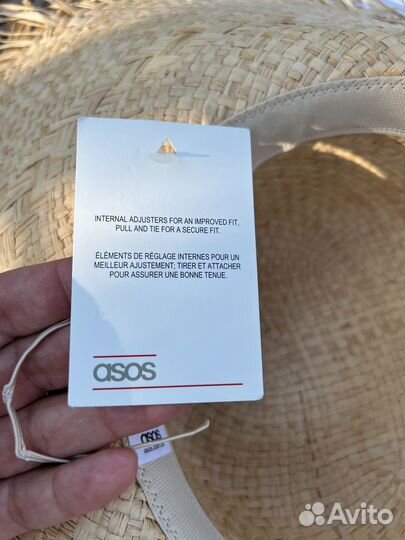 INTERNAL ADJUSTERS FOR AN IMPROVED FIT,
PULL AND TIE FOR A SECURE FIT.
ÉLÉMENTS DE RÉGLAGE INTERNES POUR UN
MEILLEUR AJUSTEMENT; TIRER ET ATTACHER
POUR ASSURER UNE BONNE TENUE.
asos
asos
Avito